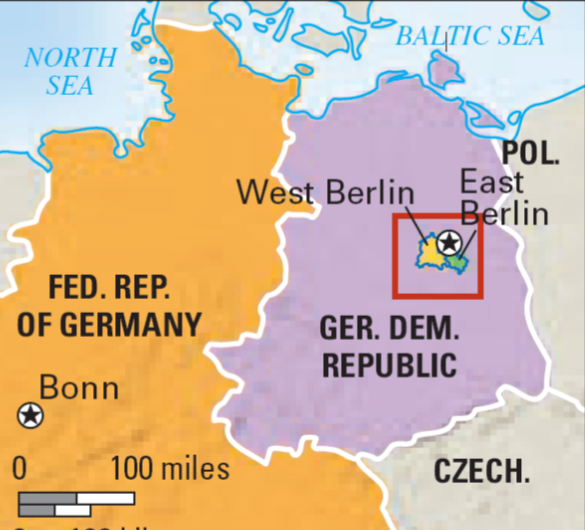 NORTH
SEA
BALTIC SEA
POL.
West Berlin
East
Berlin
FED. REP.
OF GERMANY
GER. DEM.
REPUBLIC
Bonn
0
100 miles
CZECH.